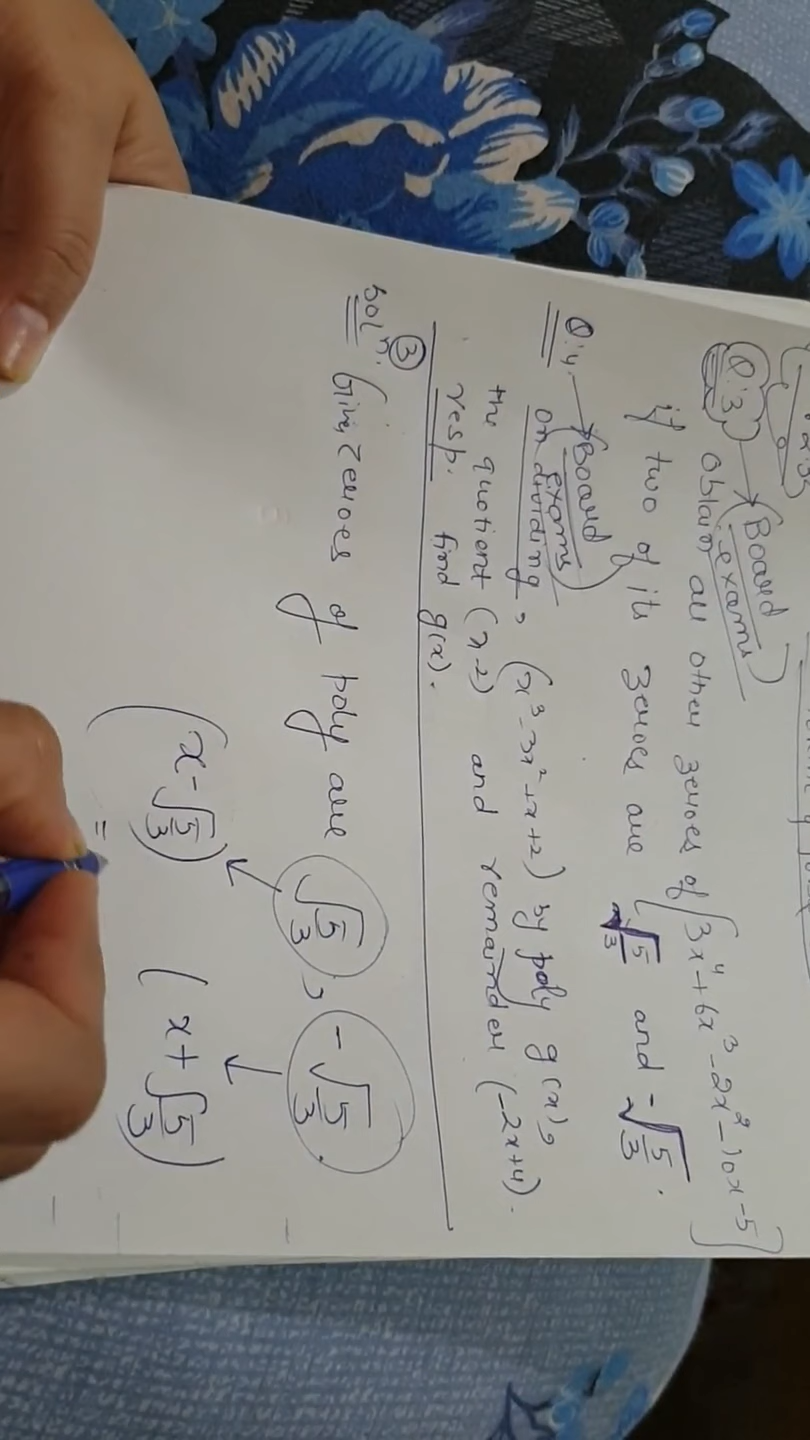 Q:3 → Board exams
obtain all other zeroes of [3x⁴+6x³-2x²-10x-5]
if two of its zeroes are √5/3 and -√5/3.
Q:4. → Board exams
on dividing, (x³-3x²+x+2) by poly g(x),
the quotient (x-2) and remainder (-2x+4).
resp. find g(x).
③
Solⁿ. Given, zeroes of poly are √5/3, -√5/3.
(x-√5/3) (x+√5/3)
=